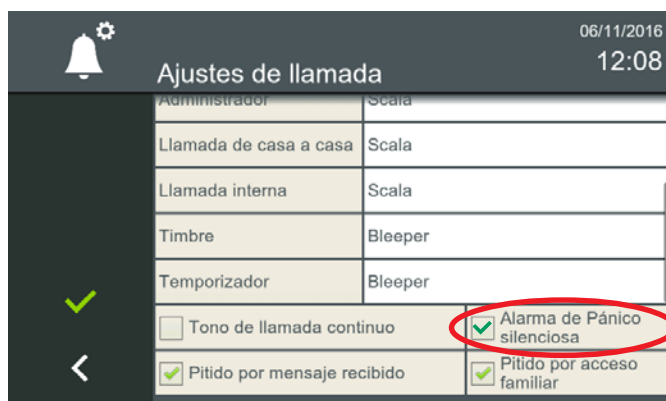 06/11/2016
12:08
Ajustes de llamada
Administrador Scala
Llamada de casa a casa Scala
Llamada interna Scala
Timbre Bleeper
Temporizador Bleeper
Tono de llamada continuo Alarma de Pánico
silenciosa
Pitido por mensaje recibido Pitido por acceso
familiar